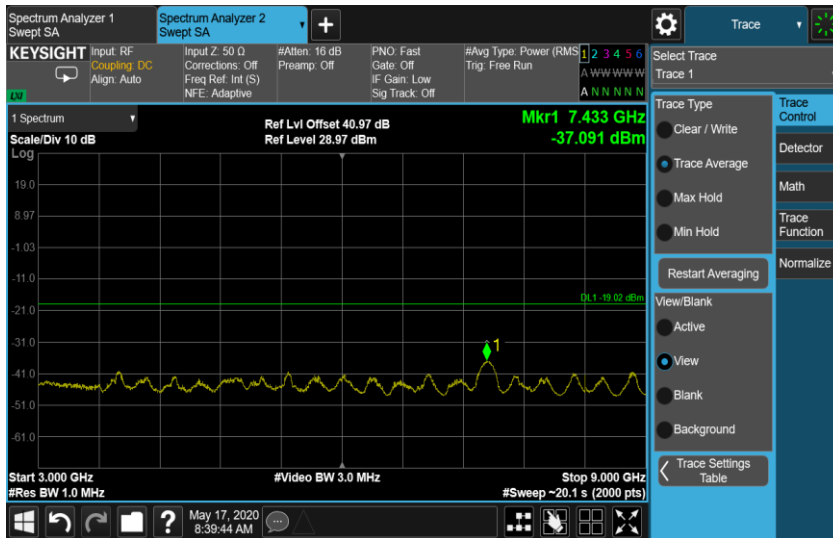 Spectrum Analyzer 1
Swept SA
Spectrum Analyzer 2
Swept SA
Trace
KEYSIGHT
LXI
Input: RF
Coupling: DC
Align: Auto
Input Z: 50 Ω
Corrections: Off
Freq Ref: Int (S)
NFE: Adaptive
#Atten: 16 dB
Preamp: Off
PNO: Fast
Gate: Off
IF Gain: Low
Sig Track: Off
#Avg Type: Power (RMS
Trig: Free Run
1 2 3 4 5 6
A W W W W W
A N N N N N
Select Trace
Trace 1
1 Spectrum
Scale/Div 10 dB
Ref Lvl Offset 40.97 dB
Ref Level 28.97 dBm
Mkr1 7.433 GHz
-37.091 dBm
Log
19.0
8.97
-1.03
-11.0
-21.0
-31.0
-41.0
-51.0
-61.0
DL1 -19.02 dBm
1
Start 3.000 GHz
#Res BW 1.0 MHz
#Video BW 3.0 MHz
Stop 9.000 GHz
#Sweep ~20.1 s (2000 pts)
Trace Type
Clear / Write
Trace Average
Max Hold
Min Hold
Restart Averaging
View/Blank
Active
View
Blank
Background
Trace Settings
Table
Trace
Control
Detector
Math
Trace
Function
Normalize
?
May 17, 2020
8:39:44 AM